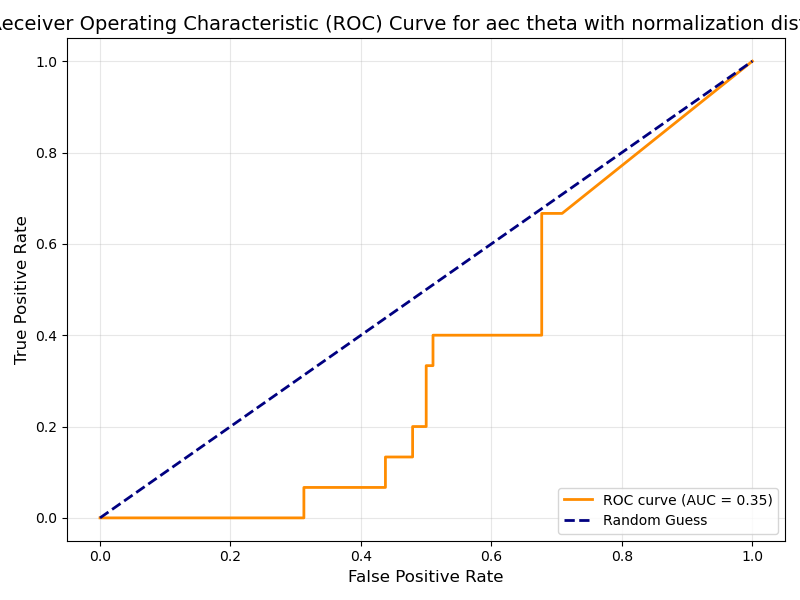 eceiver Operating Characteristic (ROC) Curve for aec theta with normalization dis
1.0
0.8
0.6
0.4
0.2
0.0
True Positive Rate
0.0 0.2 0.4 0.6 0.8 1.0
False Positive Rate
ROC curve (AUC = 0.35)
Random Guess